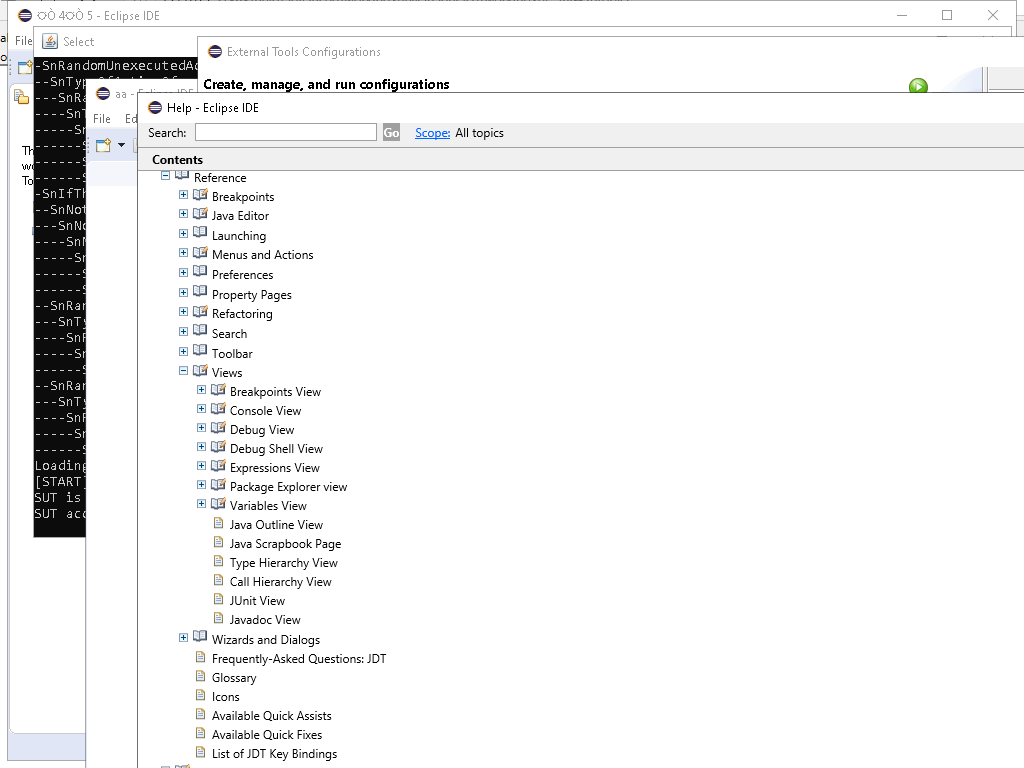 5 - Eclipse IDE
File
Select
External Tools Configurations
-SnRandomUnexecutedAc
Create, manage, and run configurations
aa -
File Ed
Help - Eclipse IDE
Search:
Go
Scope:
All topics
Contents
Reference
Breakpoints
Java Editor
Launching
Menus and Actions
Preferences
Property Pages
Refactoring
Search
Toolbar
Views
Breakpoints View
Console View
Debug View
Debug Shell View
Expressions View
Package Explorer view
Variables View
Java Outline View
Java Scrapbook Page
Type Hierarchy View
Call Hierarchy View
JUnit View
Javadoc View
Wizards and Dialogs
Frequently-Asked Questions: JDT
Glossary
Icons
Available Quick Assists
Available Quick Fixes
List of JDT Key Bindings
Th
wo
To
---SnRa
----SnT
-----Sn
-SnIfTh
--SnNot
---SnNo
----SnN
-----Sn
------S
------S
--SnRan
---SnTy
----SnR
-----Sn
------S
--SnRan
---SnTy
----SnR
-----Sn
------S
Loading
[START]
SUT is
SUT acc